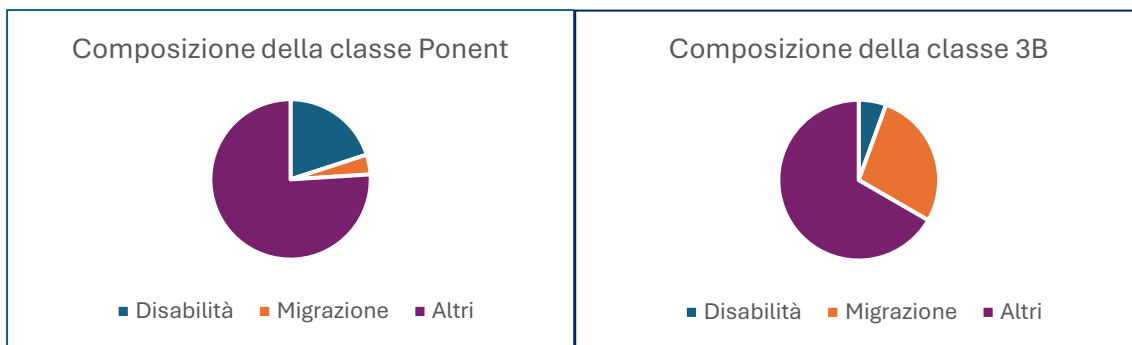 Composizione della classe Ponent
Disabilità Migrazione Altri
Composizione della classe 3B
Disabilità Migrazione Altri